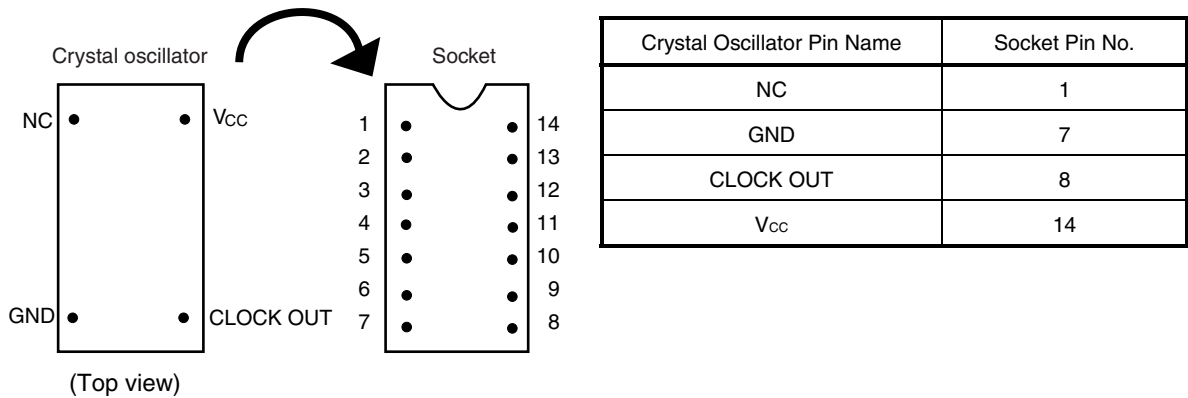 Crystal oscillator
NC
VCC
GND
CLOCK OUT
(Top view)
Socket
1 14
2 13
3 12
4 11
5 10
6 9
7 8
Crystal Oscillator Pin Name Socket Pin No.
NC 1
GND 7
CLOCK OUT 8
VCC 14